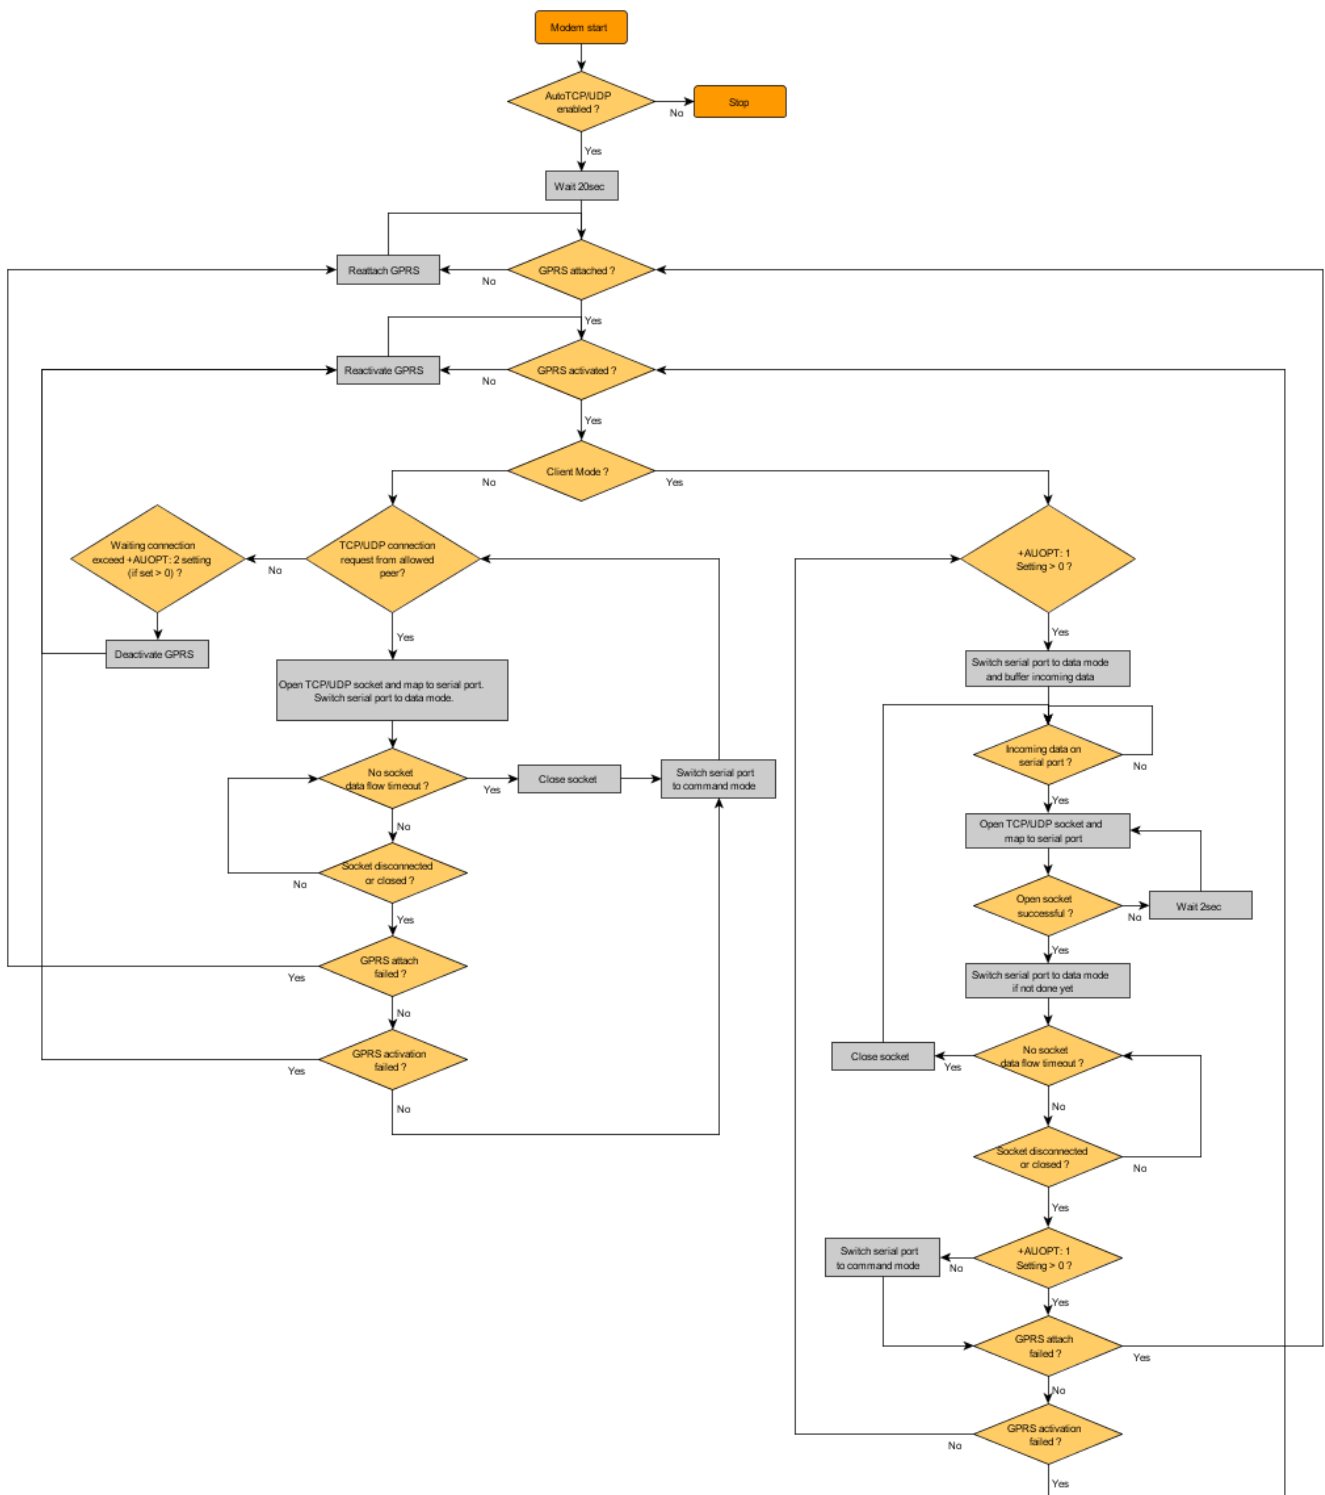 Modem start
AutoTCP/UDP
enabled ?
No
Stop
Yes
Wait 20sec
Reattach GPRS
No
GPRS attached ?
Yes
Reactivate GPRS
No
GPRS activated ?
Yes
Client Mode ?
No
Yes
Waiting connection
exceed +AUOPT: 2 setting
(if set > 0) ?
No
TCP/UDP connection
request from allowed
peer?
+AUOPT: 1
Setting > 0 ?
Yes
Yes
Deactivate GPRS
Open TCP/UDP socket and map to serial port.
Switch serial port to data mode.
Switch serial port to data mode
and buffer incoming data
Incoming data on
serial port ?
No
No socket
data flow timeout ?
Yes
Close socket
Switch serial port
to command mode
Yes
No
Open TCP/UDP socket and
map to serial port
Socket disconnected
or closed ?
No
Yes
Open socket
successful ?
No
Wait 2sec
Yes
GPRS attach
failed ?
Yes
Switch serial port to data mode
if not done yet
No
GPRS activation
failed ?
Yes
Close socket
Yes
No socket
data flow timeout ?
No
No
Socket disconnected
or closed ?
No
Yes
Switch serial port
to command mode
No
+AUOPT: 1
Setting > 0 ?
Yes
GPRS attach
failed ?
Yes
No
GPRS activation
failed ?
No
Yes